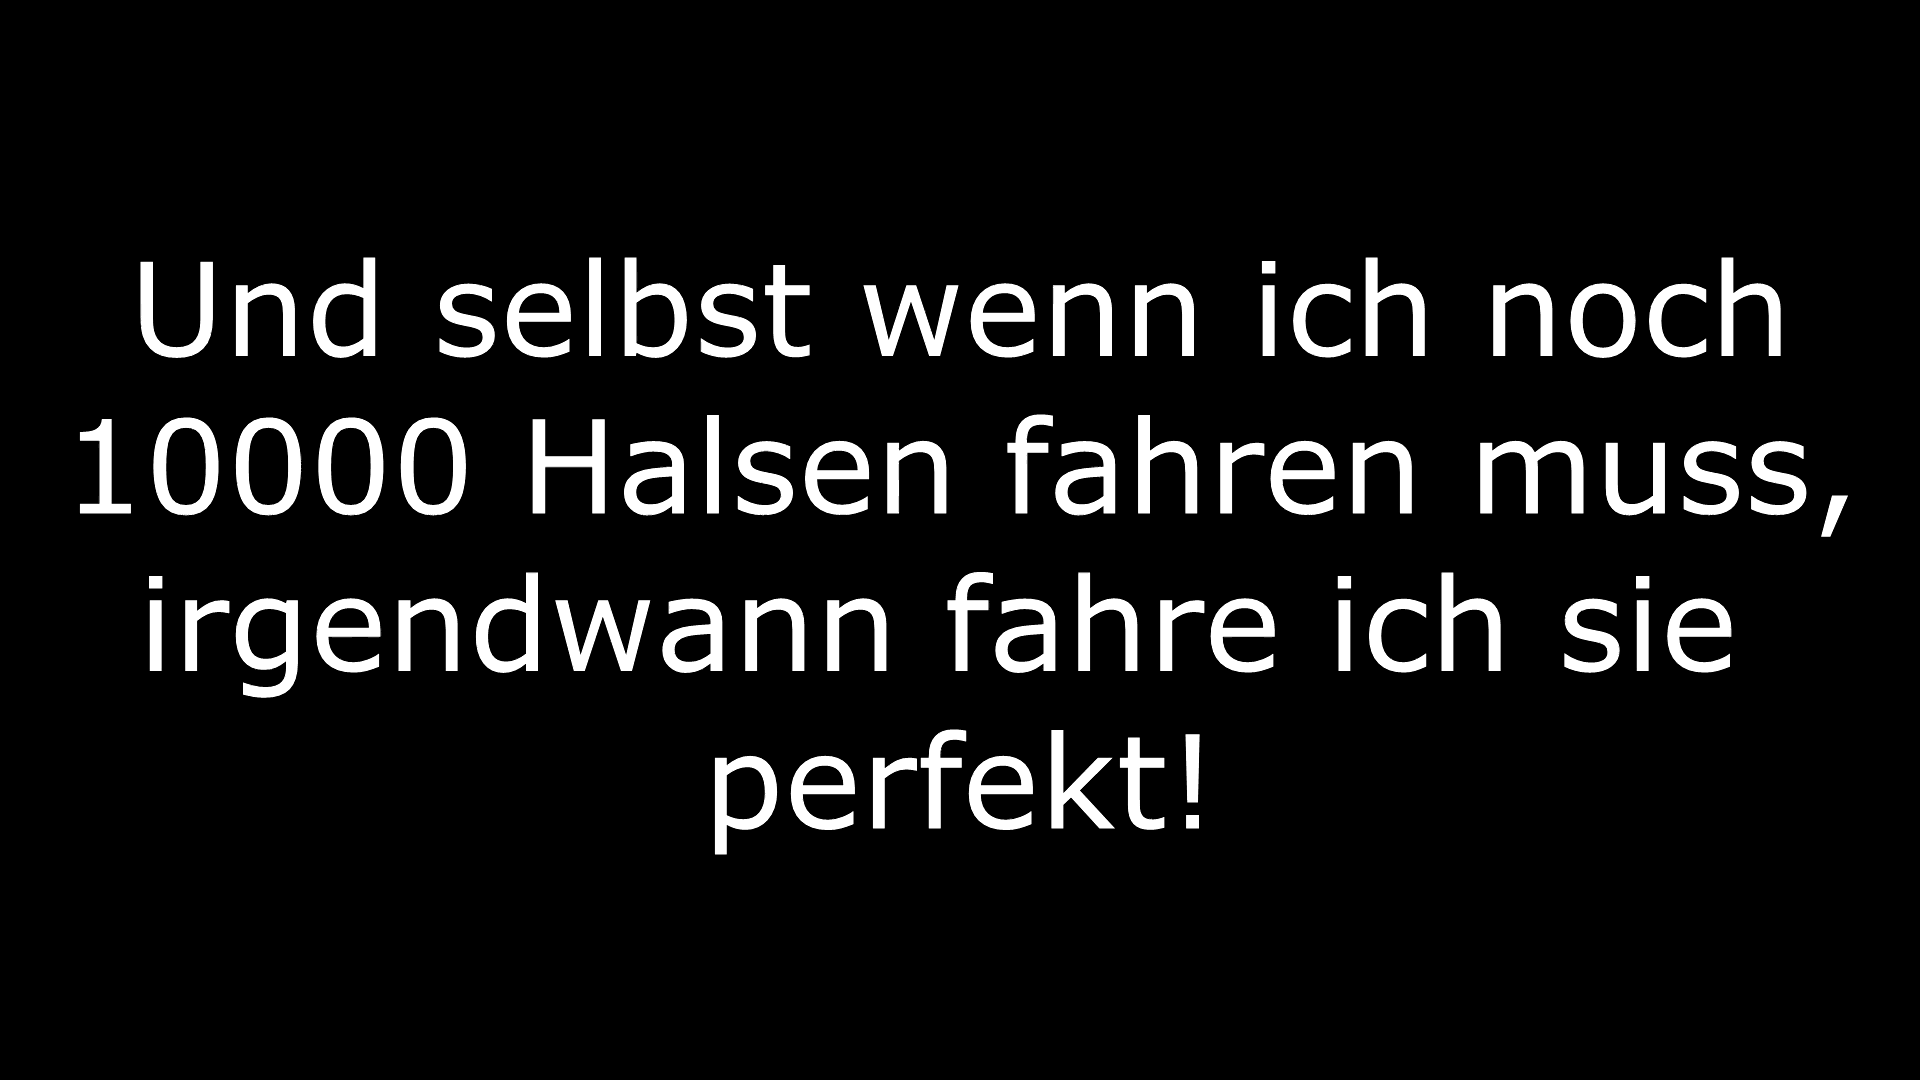 Und selbst wenn ich noch
10000 Halsen fahren muss,
irgendwann fahre ich sie
perfekt!